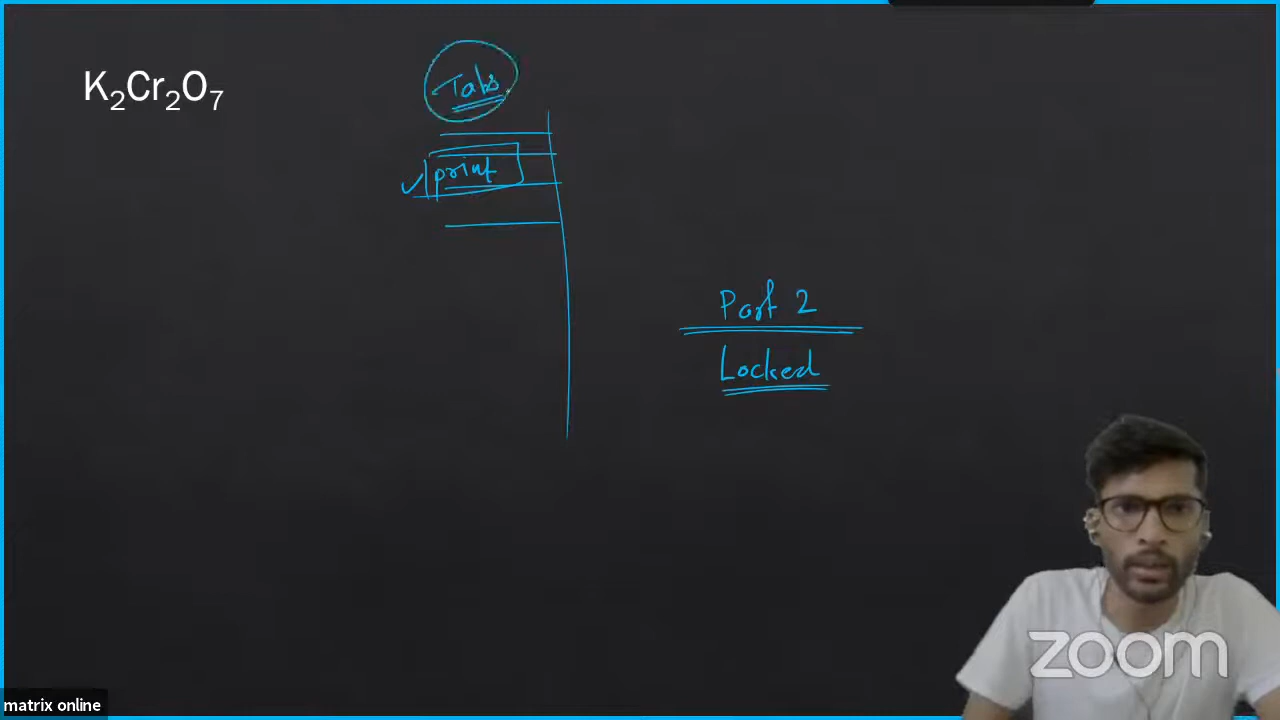 K₂Cr₂O₇
Tabs
print
Part 2
Locked
zoom
matrix online